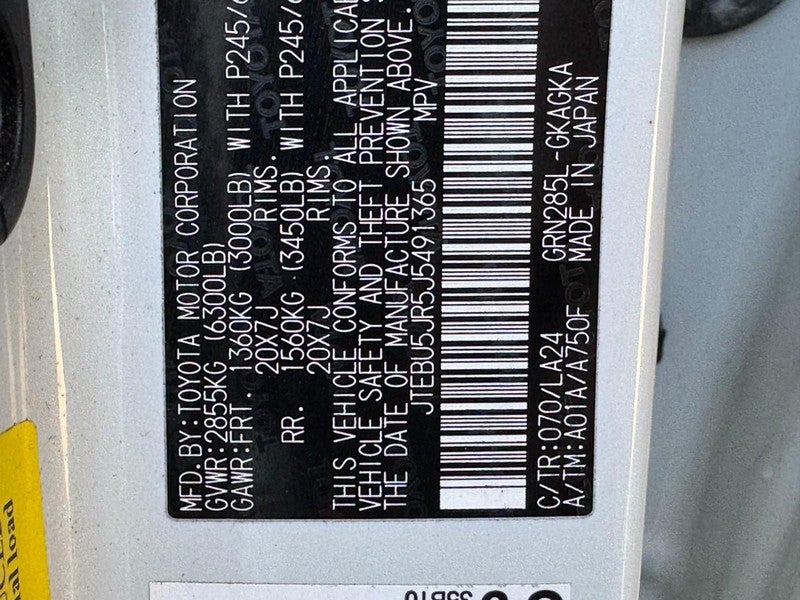 MFD.BY:TOYOTA MOTOR CORPORATION
GVWR:2855KG (6300LB)
GAWR:FRT. 1360KG (3000LB) WITH P245/
20X7J RIMS.
RR. 1560KG (3450LB) WITH P245/
20X7J RIMS.
THIS VEHICLE CONFORMS TO ALL APPLICA
VEHICLE SAFETY AND THEFT PREVENTION S
THE DATE OF MANUFACTURE SHOWN ABOVE.
JTEBU5JR5J5491365 MPV
C/TR:070/LA24 GRN285L-GKAGKA
A/TM:A01A/A750F MADE IN JAPAN
al load